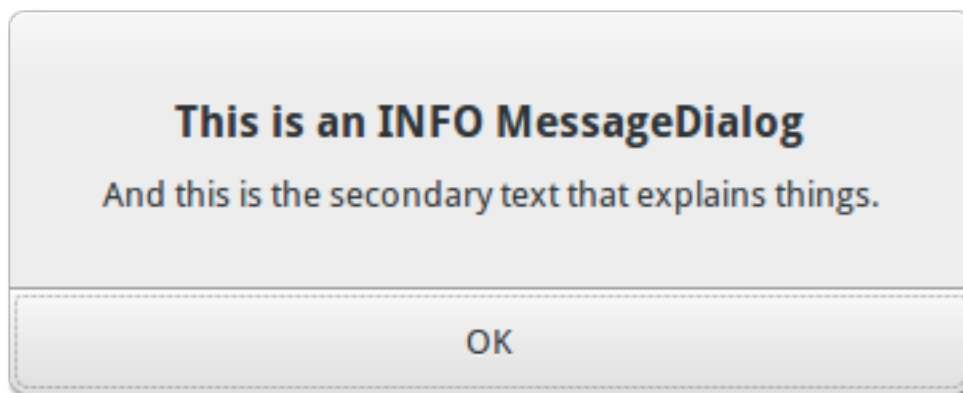 This is an INFO MessageDialog
And this is the secondary text that explains things.
OK